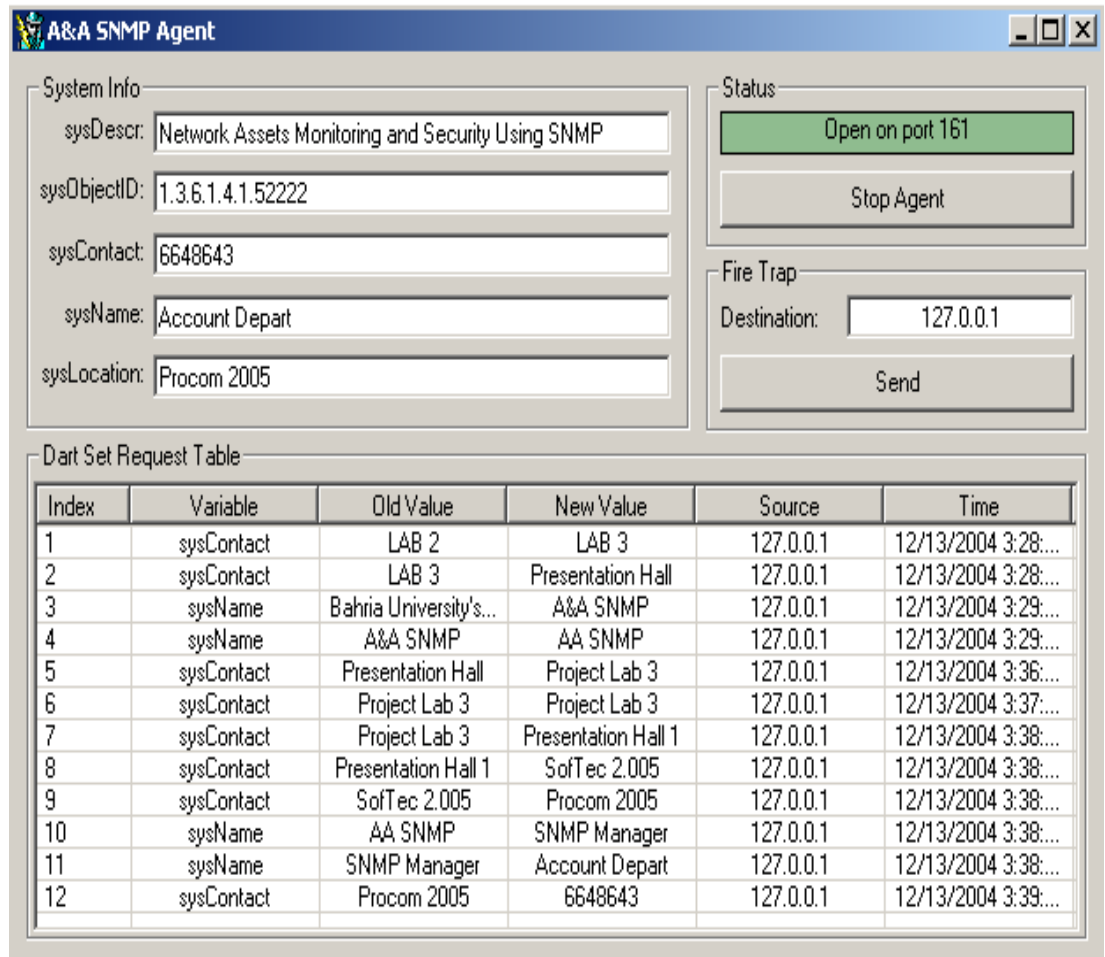 A&A SNMP Agent
System Info
sysDescr: Network Assets Monitoring and Security Using SNMP
sysObjectID: 1.3.6.1.4.1.52222
sysContact: 6648643
sysName: Account Depart
sysLocation: Procom 2005
Status
Open on port 161
Stop Agent
Fire Trap
Destination: 127.0.0.1
Send
Dart Set Request Table
Index Variable Old Value New Value Source Time
1 sysContact LAB 2 LAB 3 127.0.0.1 12/13/2004 3:28:...
2 sysContact LAB 3 Presentation Hall 127.0.0.1 12/13/2004 3:28:...
3 sysName Bahria University's... A&A SNMP 127.0.0.1 12/13/2004 3:29:...
4 sysName A&A SNMP AA SNMP 127.0.0.1 12/13/2004 3:29:...
5 sysContact Presentation Hall Project Lab 3 127.0.0.1 12/13/2004 3:36:...
6 sysContact Project Lab 3 Project Lab 3 127.0.0.1 12/13/2004 3:37:...
7 sysContact Project Lab 3 Presentation Hall 1 127.0.0.1 12/13/2004 3:38:...
8 sysContact Presentation Hall 1 SofTec 2.005 127.0.0.1 12/13/2004 3:38:...
9 sysContact SofTec 2.005 Procom 2005 127.0.0.1 12/13/2004 3:38:...
10 sysName AA SNMP SNMP Manager 127.0.0.1 12/13/2004 3:38:...
11 sysName SNMP Manager Account Depart 127.0.0.1 12/13/2004 3:38:...
12 sysContact Procom 2005 6648643 127.0.0.1 12/13/2004 3:39:...